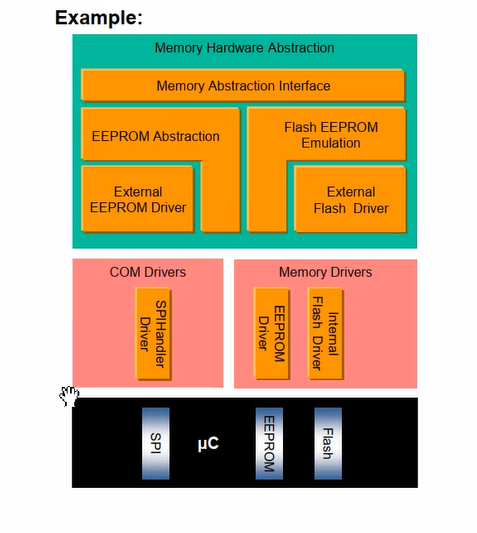 Example:
Memory Hardware Abstraction
Memory Abstraction Interface
EEPROM Abstraction
Flash EEPROM
Emulation
External
EEPROM Driver
External
Flash Driver
COM Drivers
SPIHandler
Driver
Memory Drivers
EEPROM
Driver
Internal
Flash Driver
SPI
µC
EEPROM
Flash